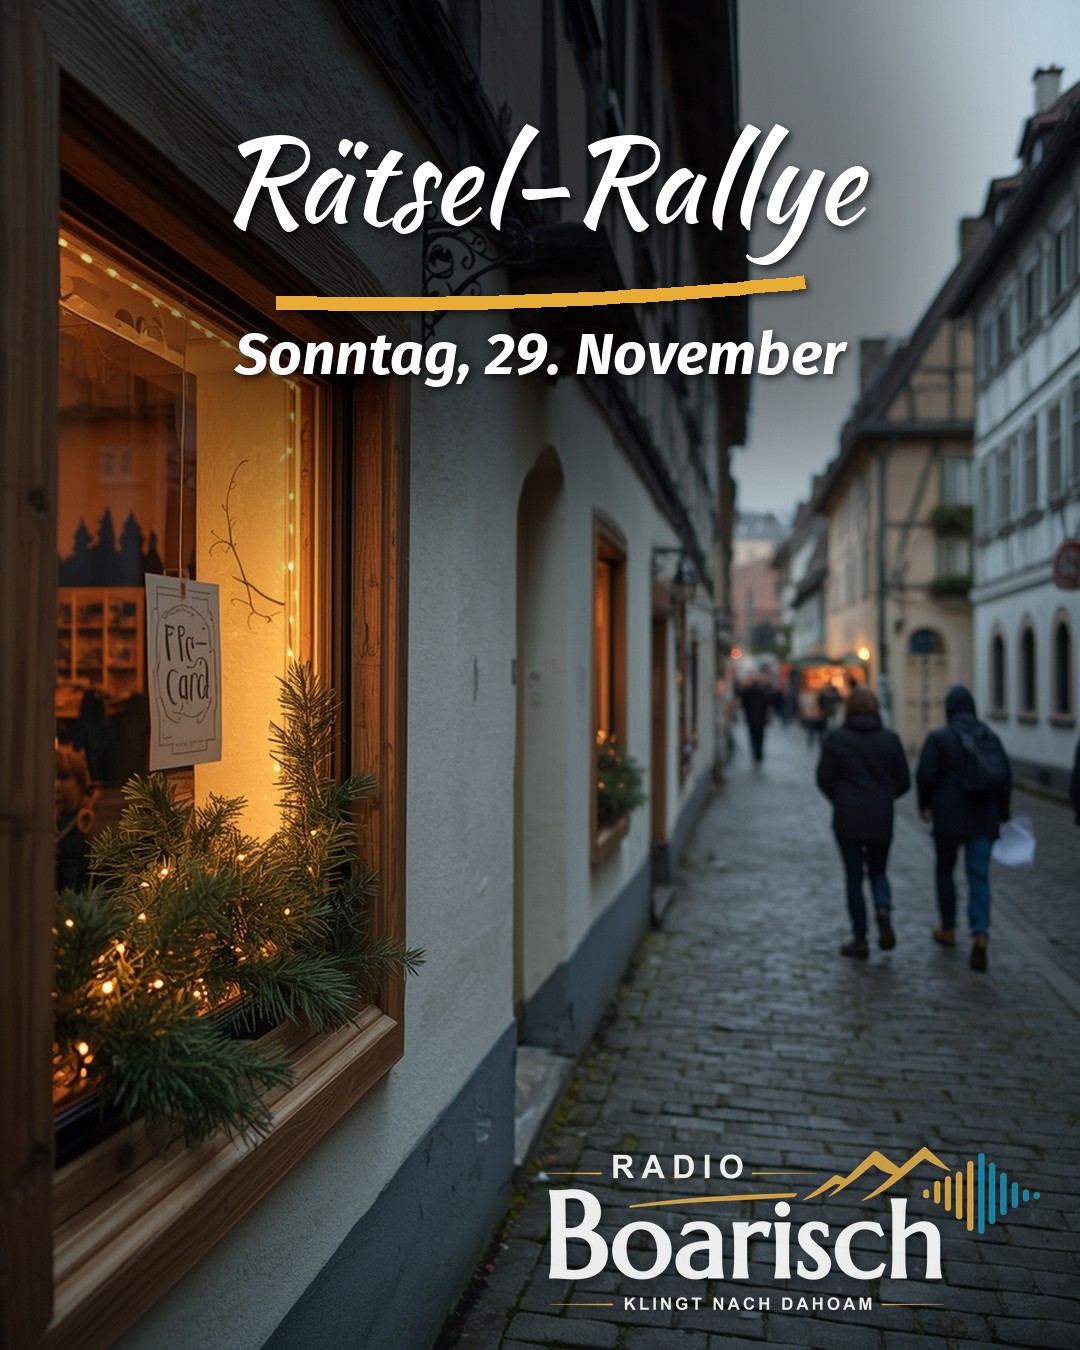 Rätsel-Rallye
Sonntag, 29. November
RADIO
Boarisch
KLINGT NACH DAHOAM